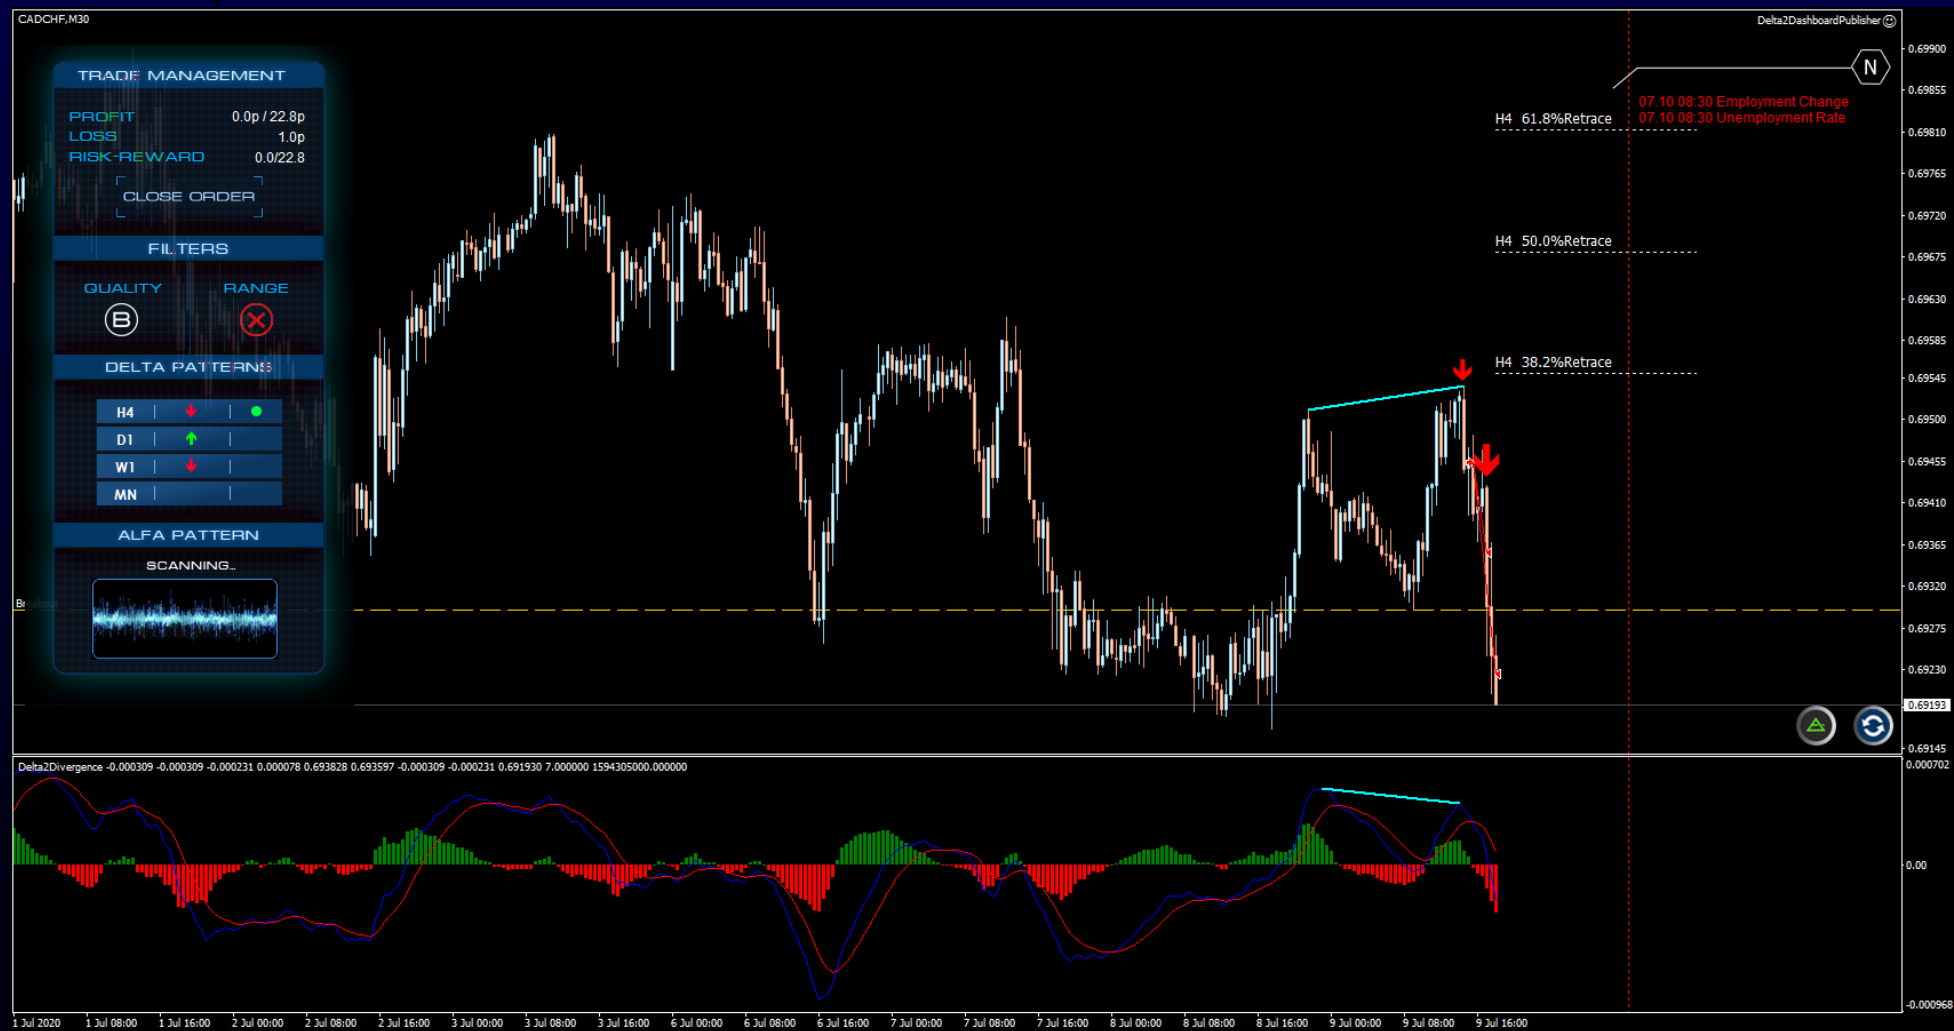 CADCHF,M30
Delta2DashboardPublisher
TRADE MANAGEMENT
PROFIT 0.0p / 22.8p
LOSS 1.0p
RISK-REWARD 0.0/22.8
CLOSE ORDER
FILTERS
QUALITY RANGE
B
DELTA PATTERNS
H4
D1
W1
MN
ALFA PATTERN
SCANNING...
Breakout
N
07.10 08:30 Employment Change
07.10 08:30 Unemployment Rate
H4 61.8%Retrace
H4 50.0%Retrace
H4 38.2%Retrace
0.69900
0.69855
0.69810
0.69765
0.69720
0.69675
0.69630
0.69585
0.69545
0.69500
0.69455
0.69410
0.69365
0.69320
0.69275
0.69230
0.69193
0.69145
Delta2Divergence -0.000309 -0.000309 -0.000231 0.000078 0.693828 0.693597 -0.000309 -0.000231 0.691930 7.000000 1594305000.000000
0.000702
0.00
-0.000968
1 Jul 2020 1 Jul 08:00 1 Jul 16:00 2 Jul 00:00 2 Jul 08:00 2 Jul 16:00 3 Jul 00:00 3 Jul 08:00 3 Jul 16:00 6 Jul 00:00 6 Jul 08:00 6 Jul 16:00 7 Jul 00:00 7 Jul 08:00 7 Jul 16:00 8 Jul 00:00 8 Jul 08:00 8 Jul 16:00 9 Jul 00:00 9 Jul 08:00 9 Jul 16:00